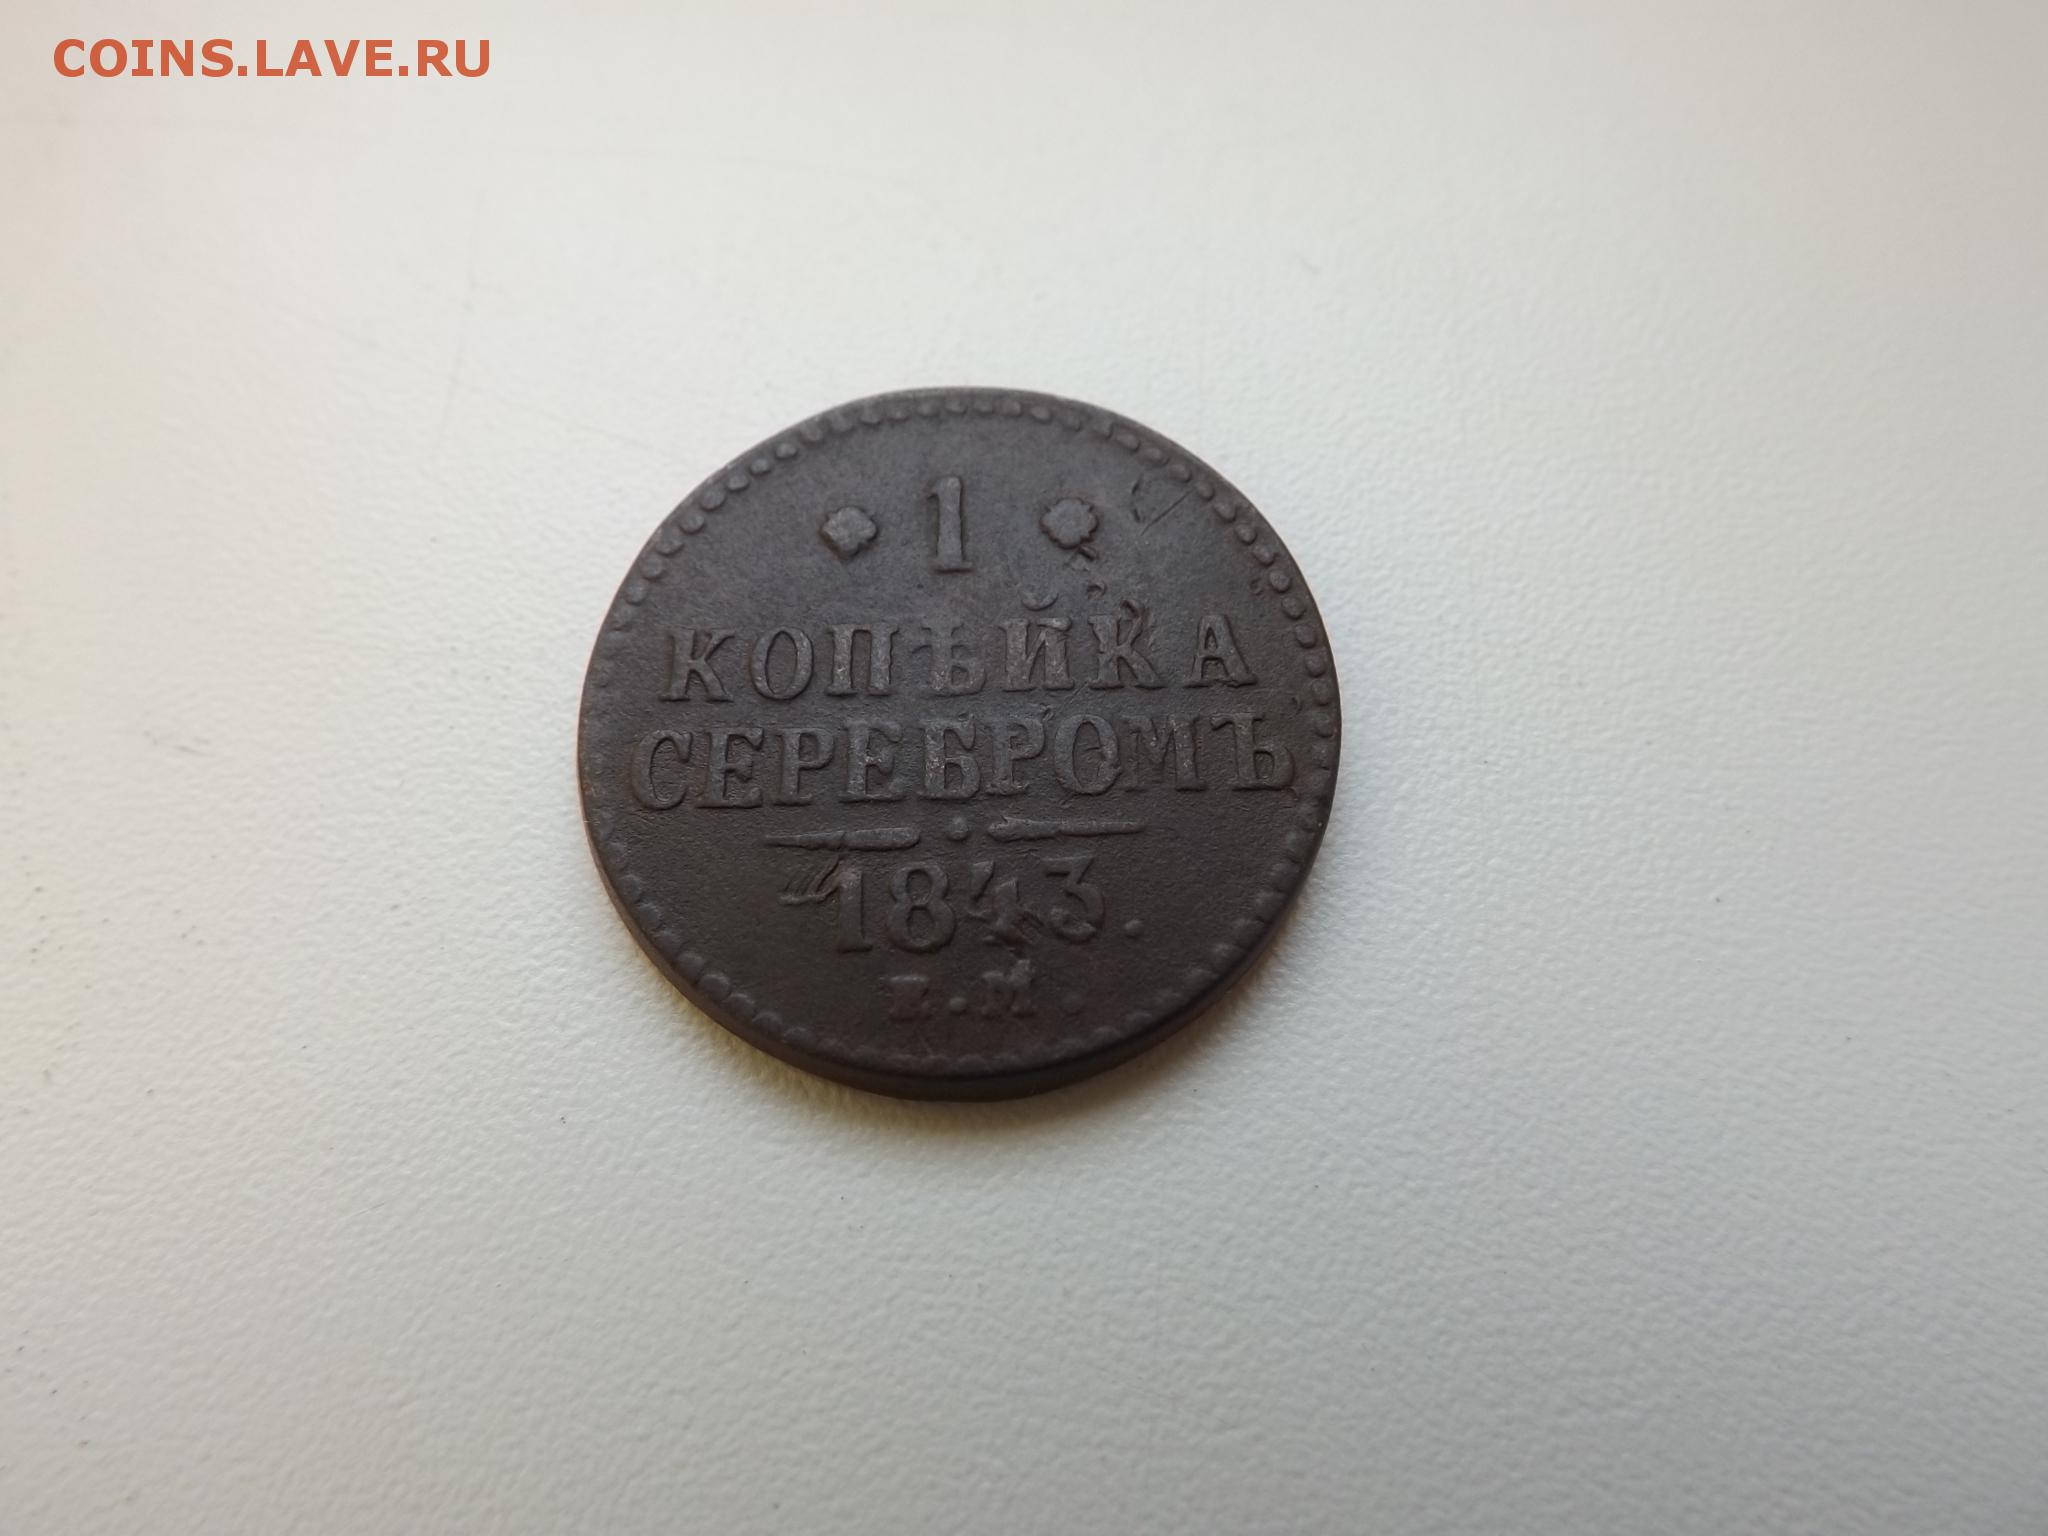 COINS.LAVE.RU
1
КОПѢЙКА
СЕРЕБРОМЪ
1843.
Е.М.